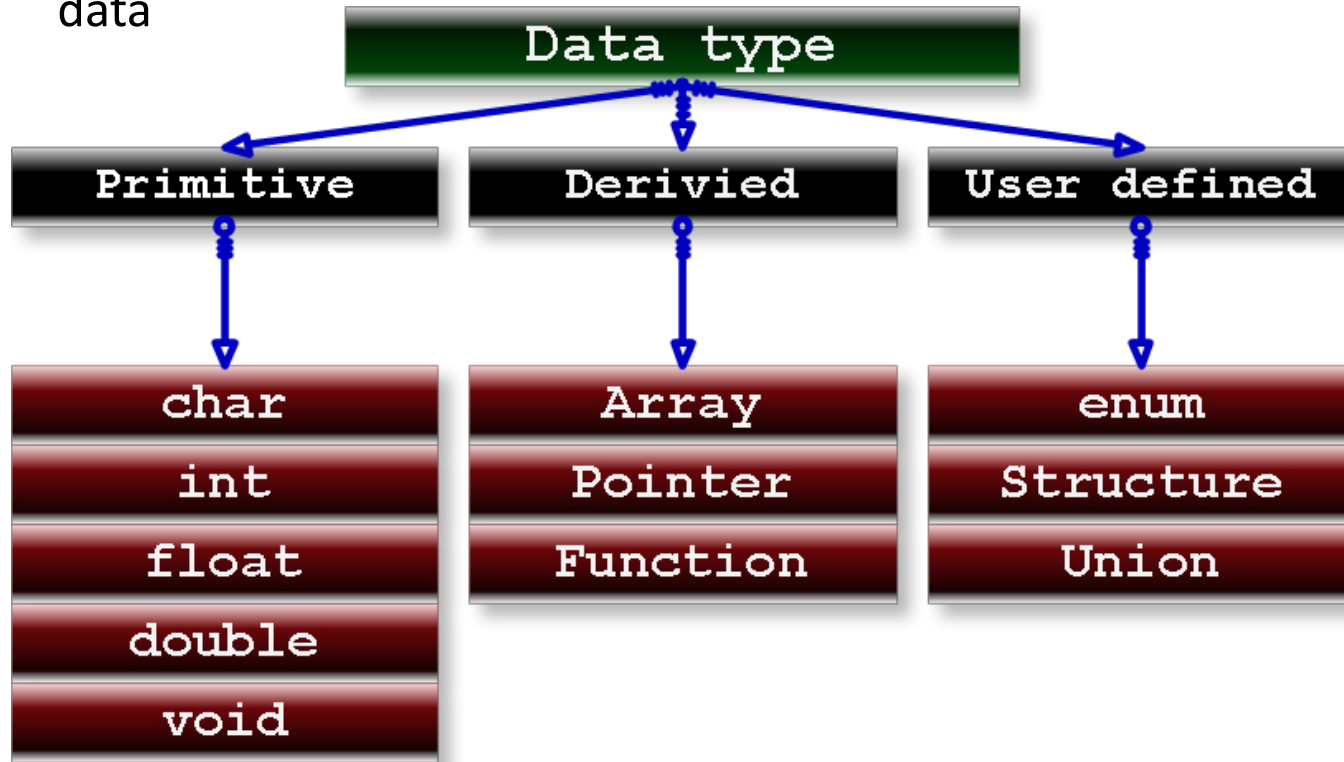 data
Data type
Primitive
Derivied
User defined
char
int
float
double
void
Array
Pointer
Function
enum
Structure
Union